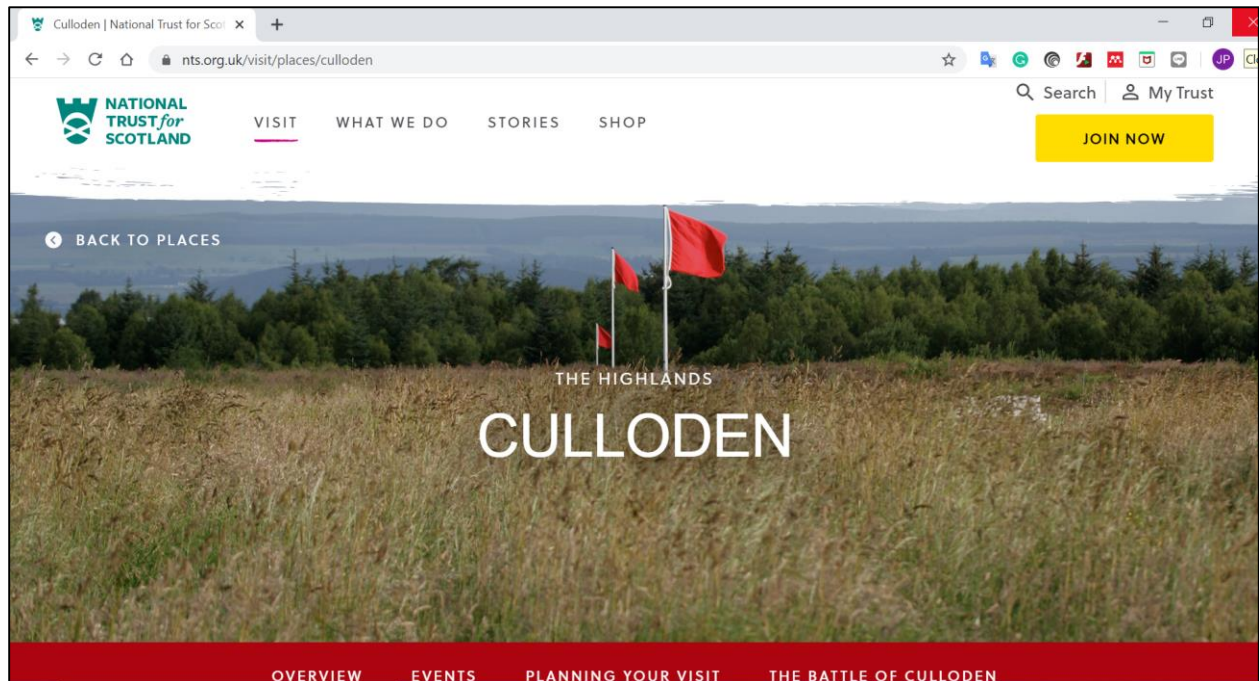 Culloden | National Trust for Scot
nts.org.uk/visit/places/culloden
JP
Search
My Trust
NATIONAL
TRUST for
SCOTLAND
VISIT
WHAT WE DO
STORIES
SHOP
JOIN NOW
BACK TO PLACES
THE HIGHLANDS
CULLODEN
OVERVIEW
EVENTS
PLANNING YOUR VISIT
THE BATTLE OF CULLODEN